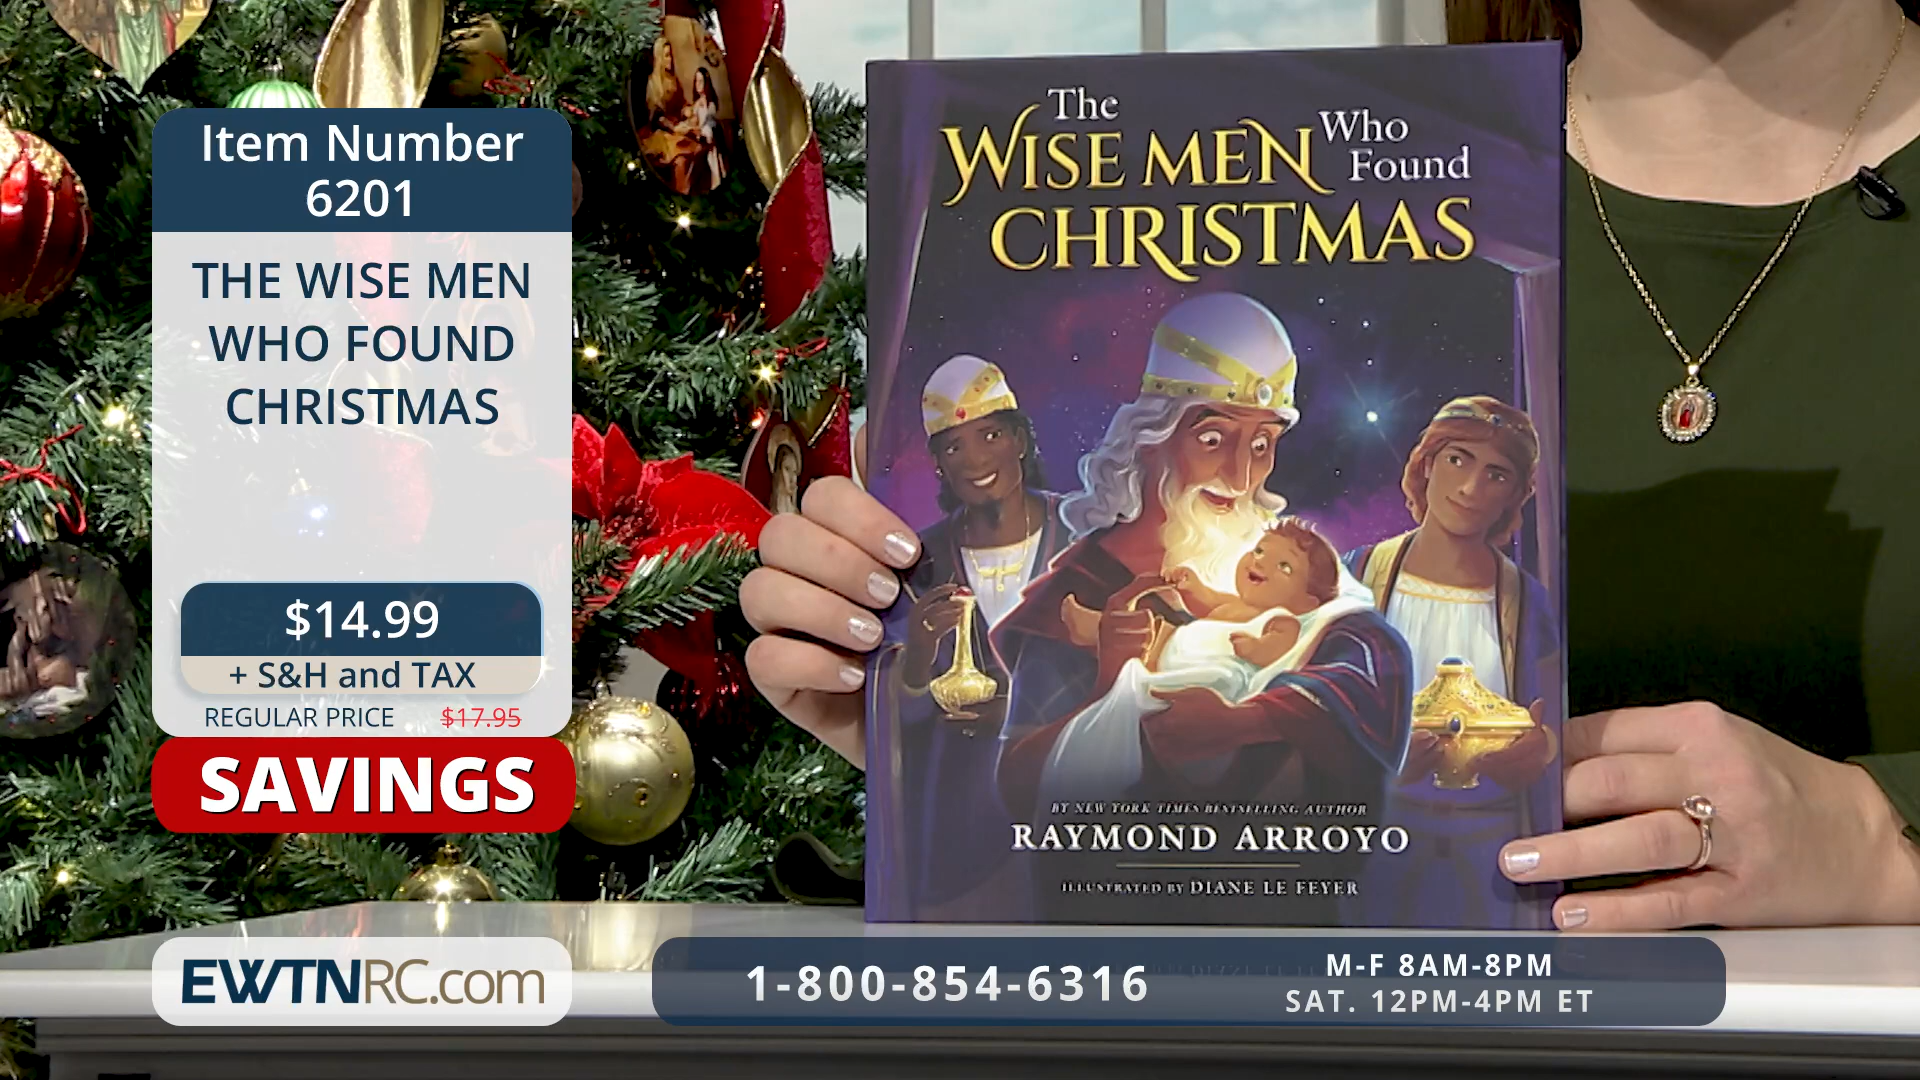 Item Number
6201
THE WISE MEN
WHO FOUND
CHRISTMAS
$14.99
+ S&H and TAX
REGULAR PRICE $17.95
SAVINGS
The
WISE MEN Who
Found
CHRISTMAS
BY NEW YORK TIMES BESTSELLING AUTHOR
RAYMOND ARROYO
ILLUSTRATED BY DIANE LE FEYER
EWTNRC.com
1-800-854-6316
M-F 8AM-8PM
SAT. 12PM-4PM ET